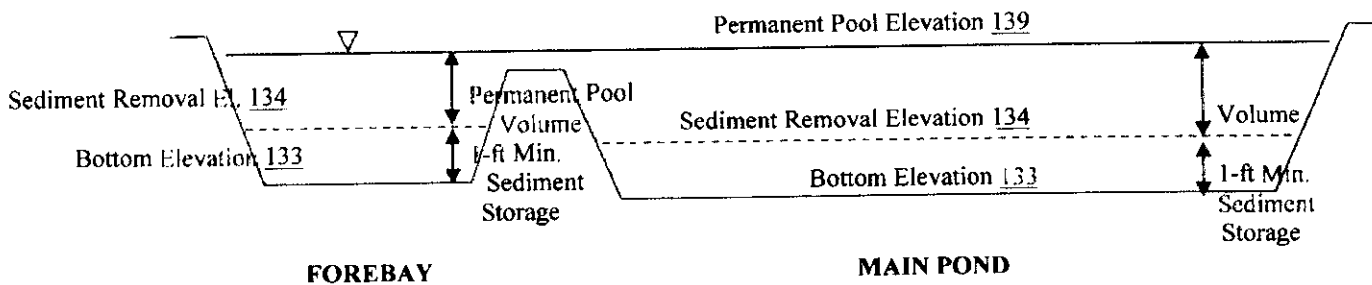 Permanent Pool Elevation 139
Sediment Removal El. 134
Permanent Pool
Volume
Sediment Removal Elevation 134
Volume
Bottom Elevation 133
1-ft Min.
Sediment
Storage
Bottom Elevation 133
1-ft Min.
Sediment
Storage
FOREBAY
MAIN POND